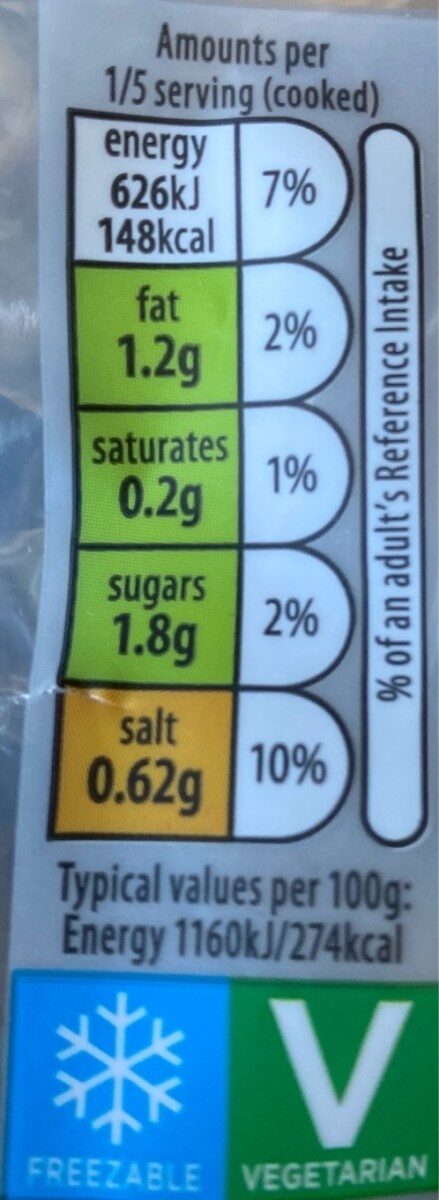 Amounts per
1/5 serving (cooked)
energy
626kJ
148kcal
7%
fat
1.2g
2%
saturates
0.2g
1%
sugars
1.8g
2%
salt
0.62g
10%
% of an adult's Reference Intake
Typical values per 100g:
Energy 1160kJ/274kcal
FREEZABLE
V
VEGETARIAN